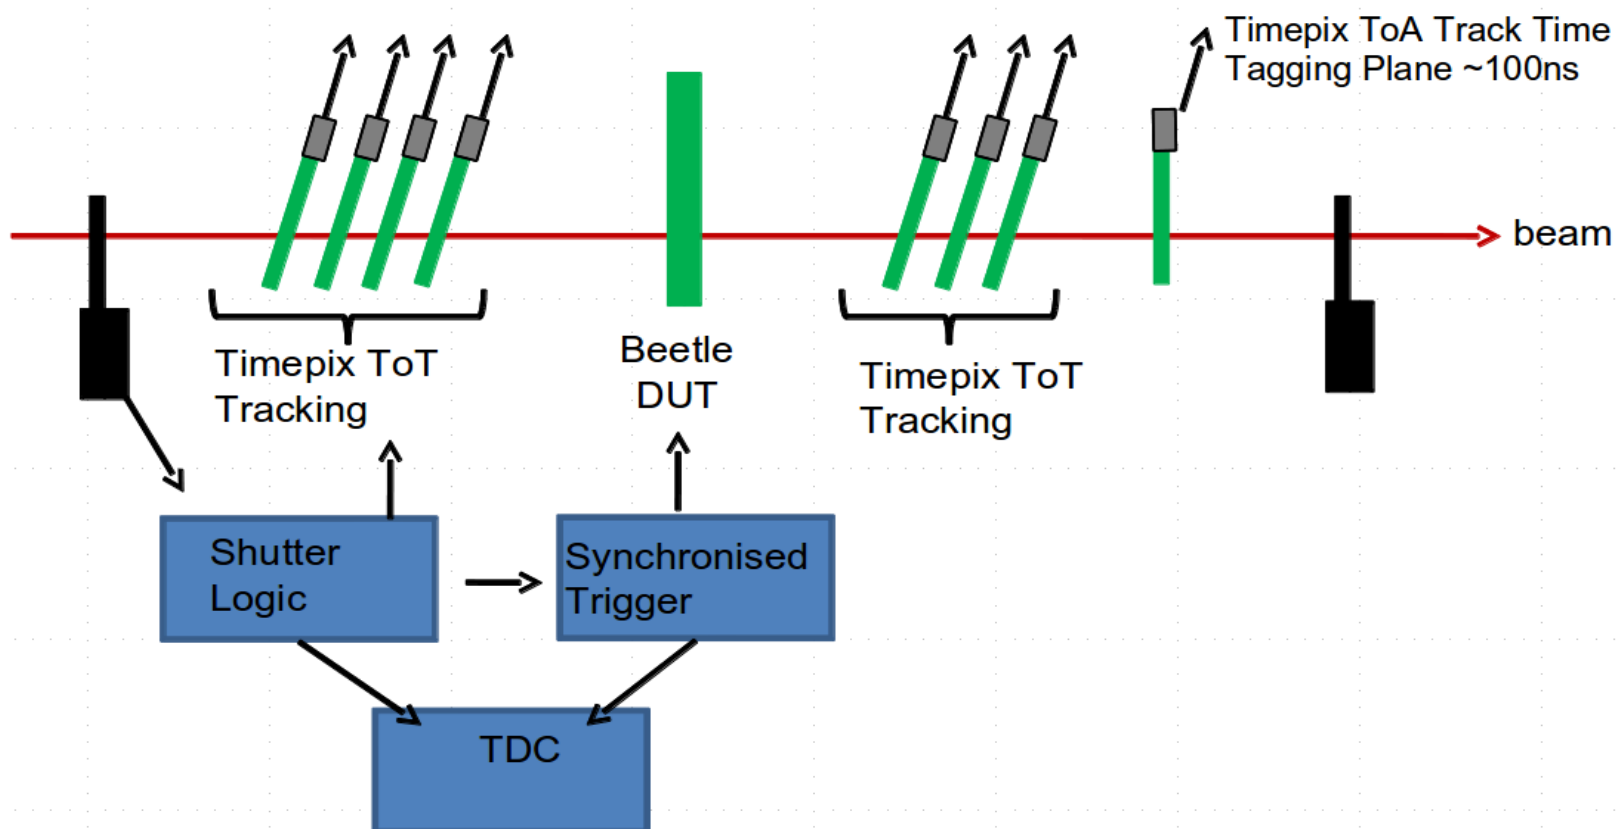 Timepix ToA Track Time
Tagging Plane ~100ns
beam
Timepix ToT
Tracking
Beetle
DUT
Timepix ToT
Tracking
Shutter
Logic
Synchronised
Trigger
TDC